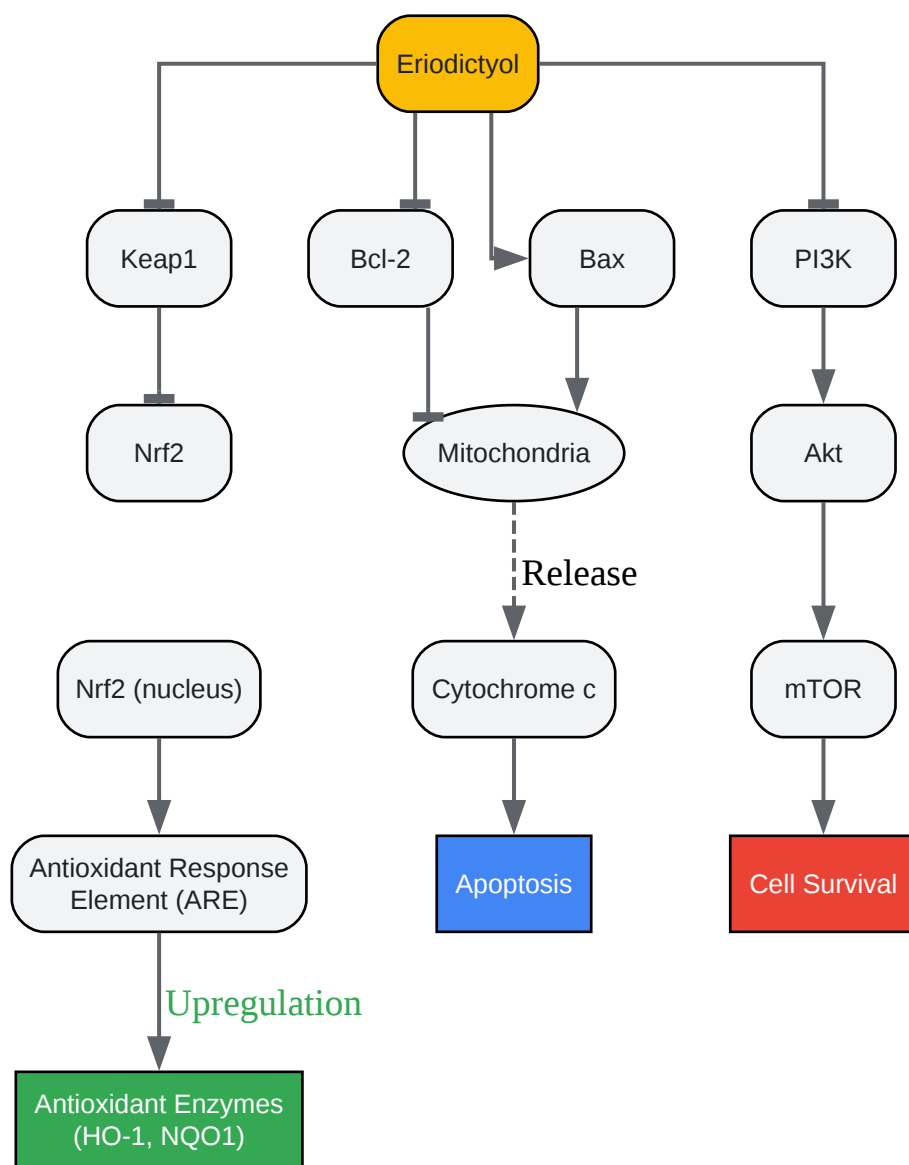 Eriodictyol
Keap1
Bcl-2
Bax
PI3K
Nrf2
Mitochondria
Akt
Release
Nrf2 (nucleus)
Cytochrome c
mTOR
Antioxidant Response
Element (ARE)
Apoptosis
Cell Survival
Upregulation
Antioxidant Enzymes
(HO-1, NQO1)